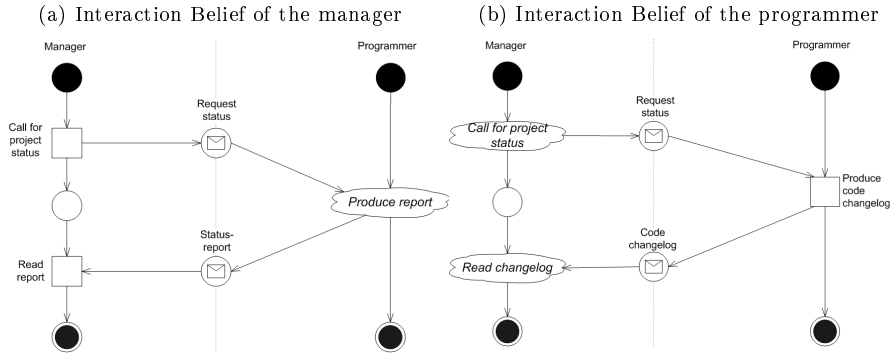 (a) Interaction Belief of the manager
Manager
Programmer
Request
status
Call for
project
status
Produce report
Status-
report
Read
report
(b) Interaction Belief of the programmer
Manager
Programmer
Request
status
Call for project
status
Produce
code
changelog
Code
changelog
Read changelog